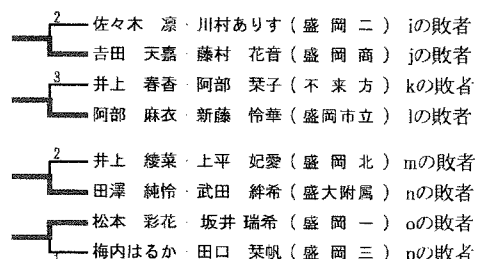 2 佐々木 凛・川村ありす（盛岡二） iの敗者
吉田 天嘉・藤村 花音（盛岡商） jの敗者
3 井上 春香・阿部 栞子（不来方） kの敗者
阿部 麻衣・新藤 怜華（盛岡市立） lの敗者
2 井上 綾菜・上平 妃愛（盛岡北） mの敗者
田澤 純怜・武田 絆希（盛大附属） nの敗者
松本 彩花・坂井 瑞希（盛岡一） oの敗者
1 梅内はるか・田口 栞帆（盛岡三） pの敗者